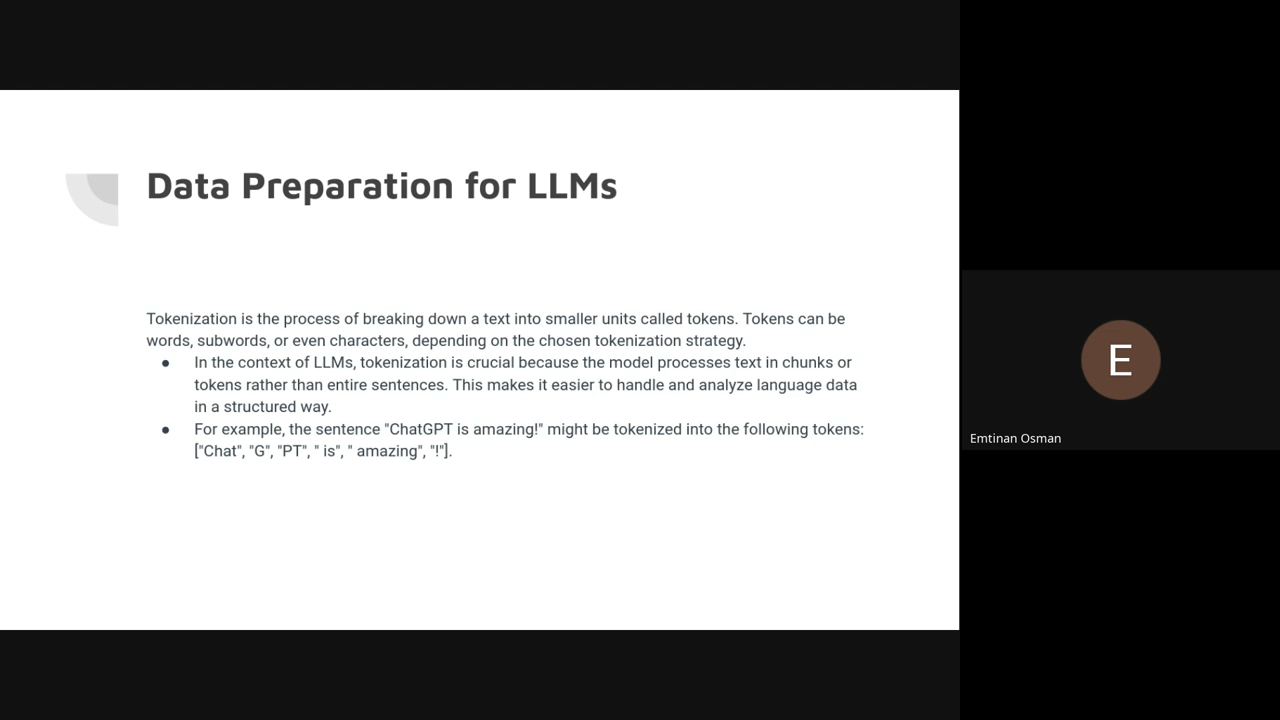 Data Preparation for LLMs
Tokenization is the process of breaking down a text into smaller units called tokens. Tokens can be
words, subwords, or even characters, depending on the chosen tokenization strategy.
● In the context of LLMs, tokenization is crucial because the model processes text in chunks or
tokens rather than entire sentences. This makes it easier to handle and analyze language data
in a structured way.
● For example, the sentence "ChatGPT is amazing!" might be tokenized into the following tokens:
["Chat", "G", "PT", " is", " amazing", "!"].
E
Emtinan Osman